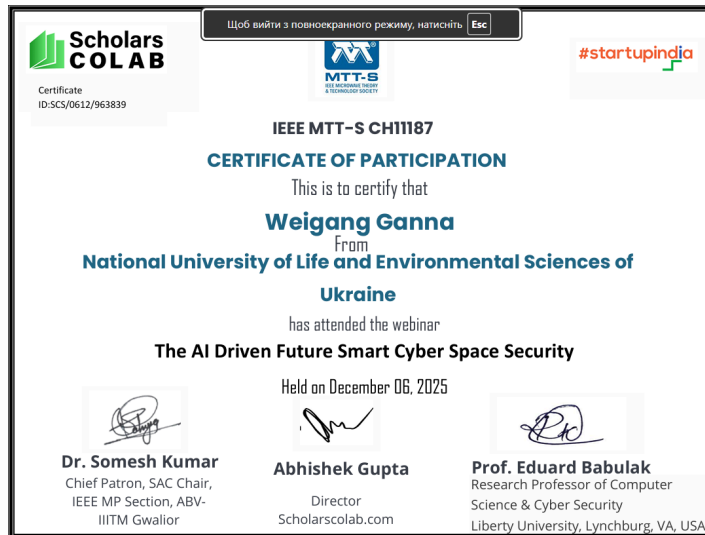 Щоб вийти з повноекранного режиму, натисніть Esc
Scholars
COLAB
#startupindia
MTT-S
IEEE MICROWAVE THEORY
& TECHNOLOGY SOCIETY
Certificate
ID:SCS/0612/963839
IEEE MTT-S CH11187
CERTIFICATE OF PARTICIPATION
This is to certify that
Weigang Ganna
From
National University of Life and Environmental Sciences of
Ukraine
has attended the webinar
The AI Driven Future Smart Cyber Space Security
Held on December 06, 2025
Dr. Somesh Kumar
Chief Patron, SAC Chair,
IEEE MP Section, ABV-
IIITM Gwalior
Abhishek Gupta
Director
Scholarscolab.com
Prof. Eduard Babulak
Research Professor of Computer
Science & Cyber Security
Liberty University, Lynchburg, VA, USA